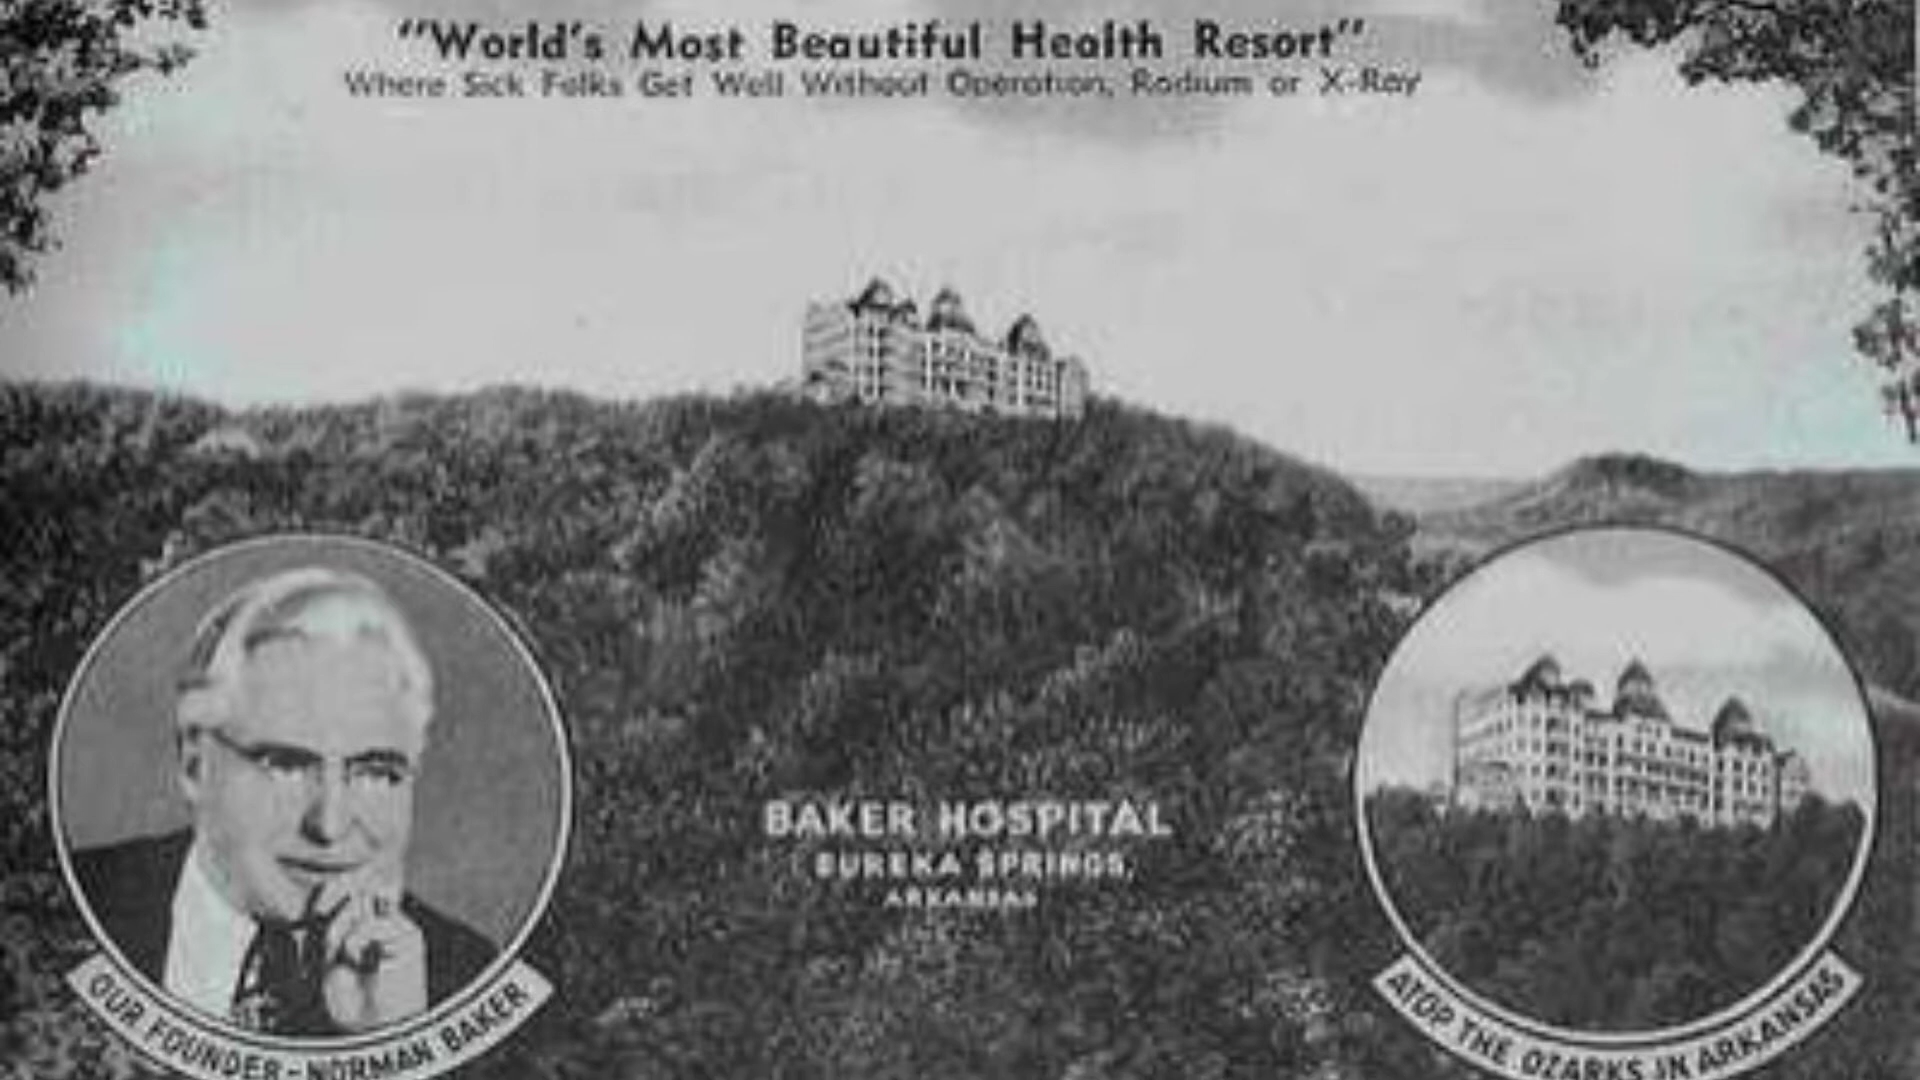 "World's Most Beautiful Health Resort"
Where Sick Folks Get Well Without Operation, Radium or X-Ray
BAKER HOSPITAL
EUREKA SPRINGS,
ARKANSAS
OUR FOUNDER-NORMAN BAKER
ATOP THE OZARKS IN ARKANSAS